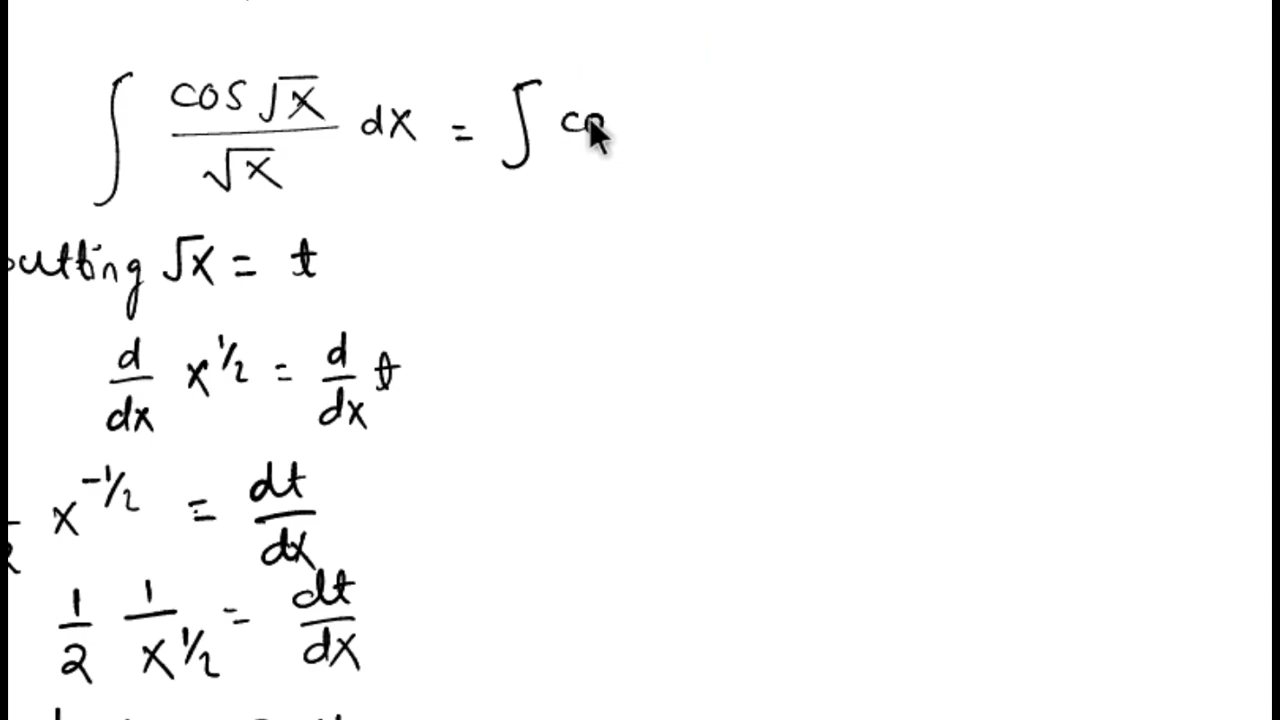 ∫ cos √x / √x dx = ∫ co
putting √x = t
d/dx x^1/2 = d/dx t
x^-1/2 = dt/dx
1/2 1/x^1/2 = dt/dx